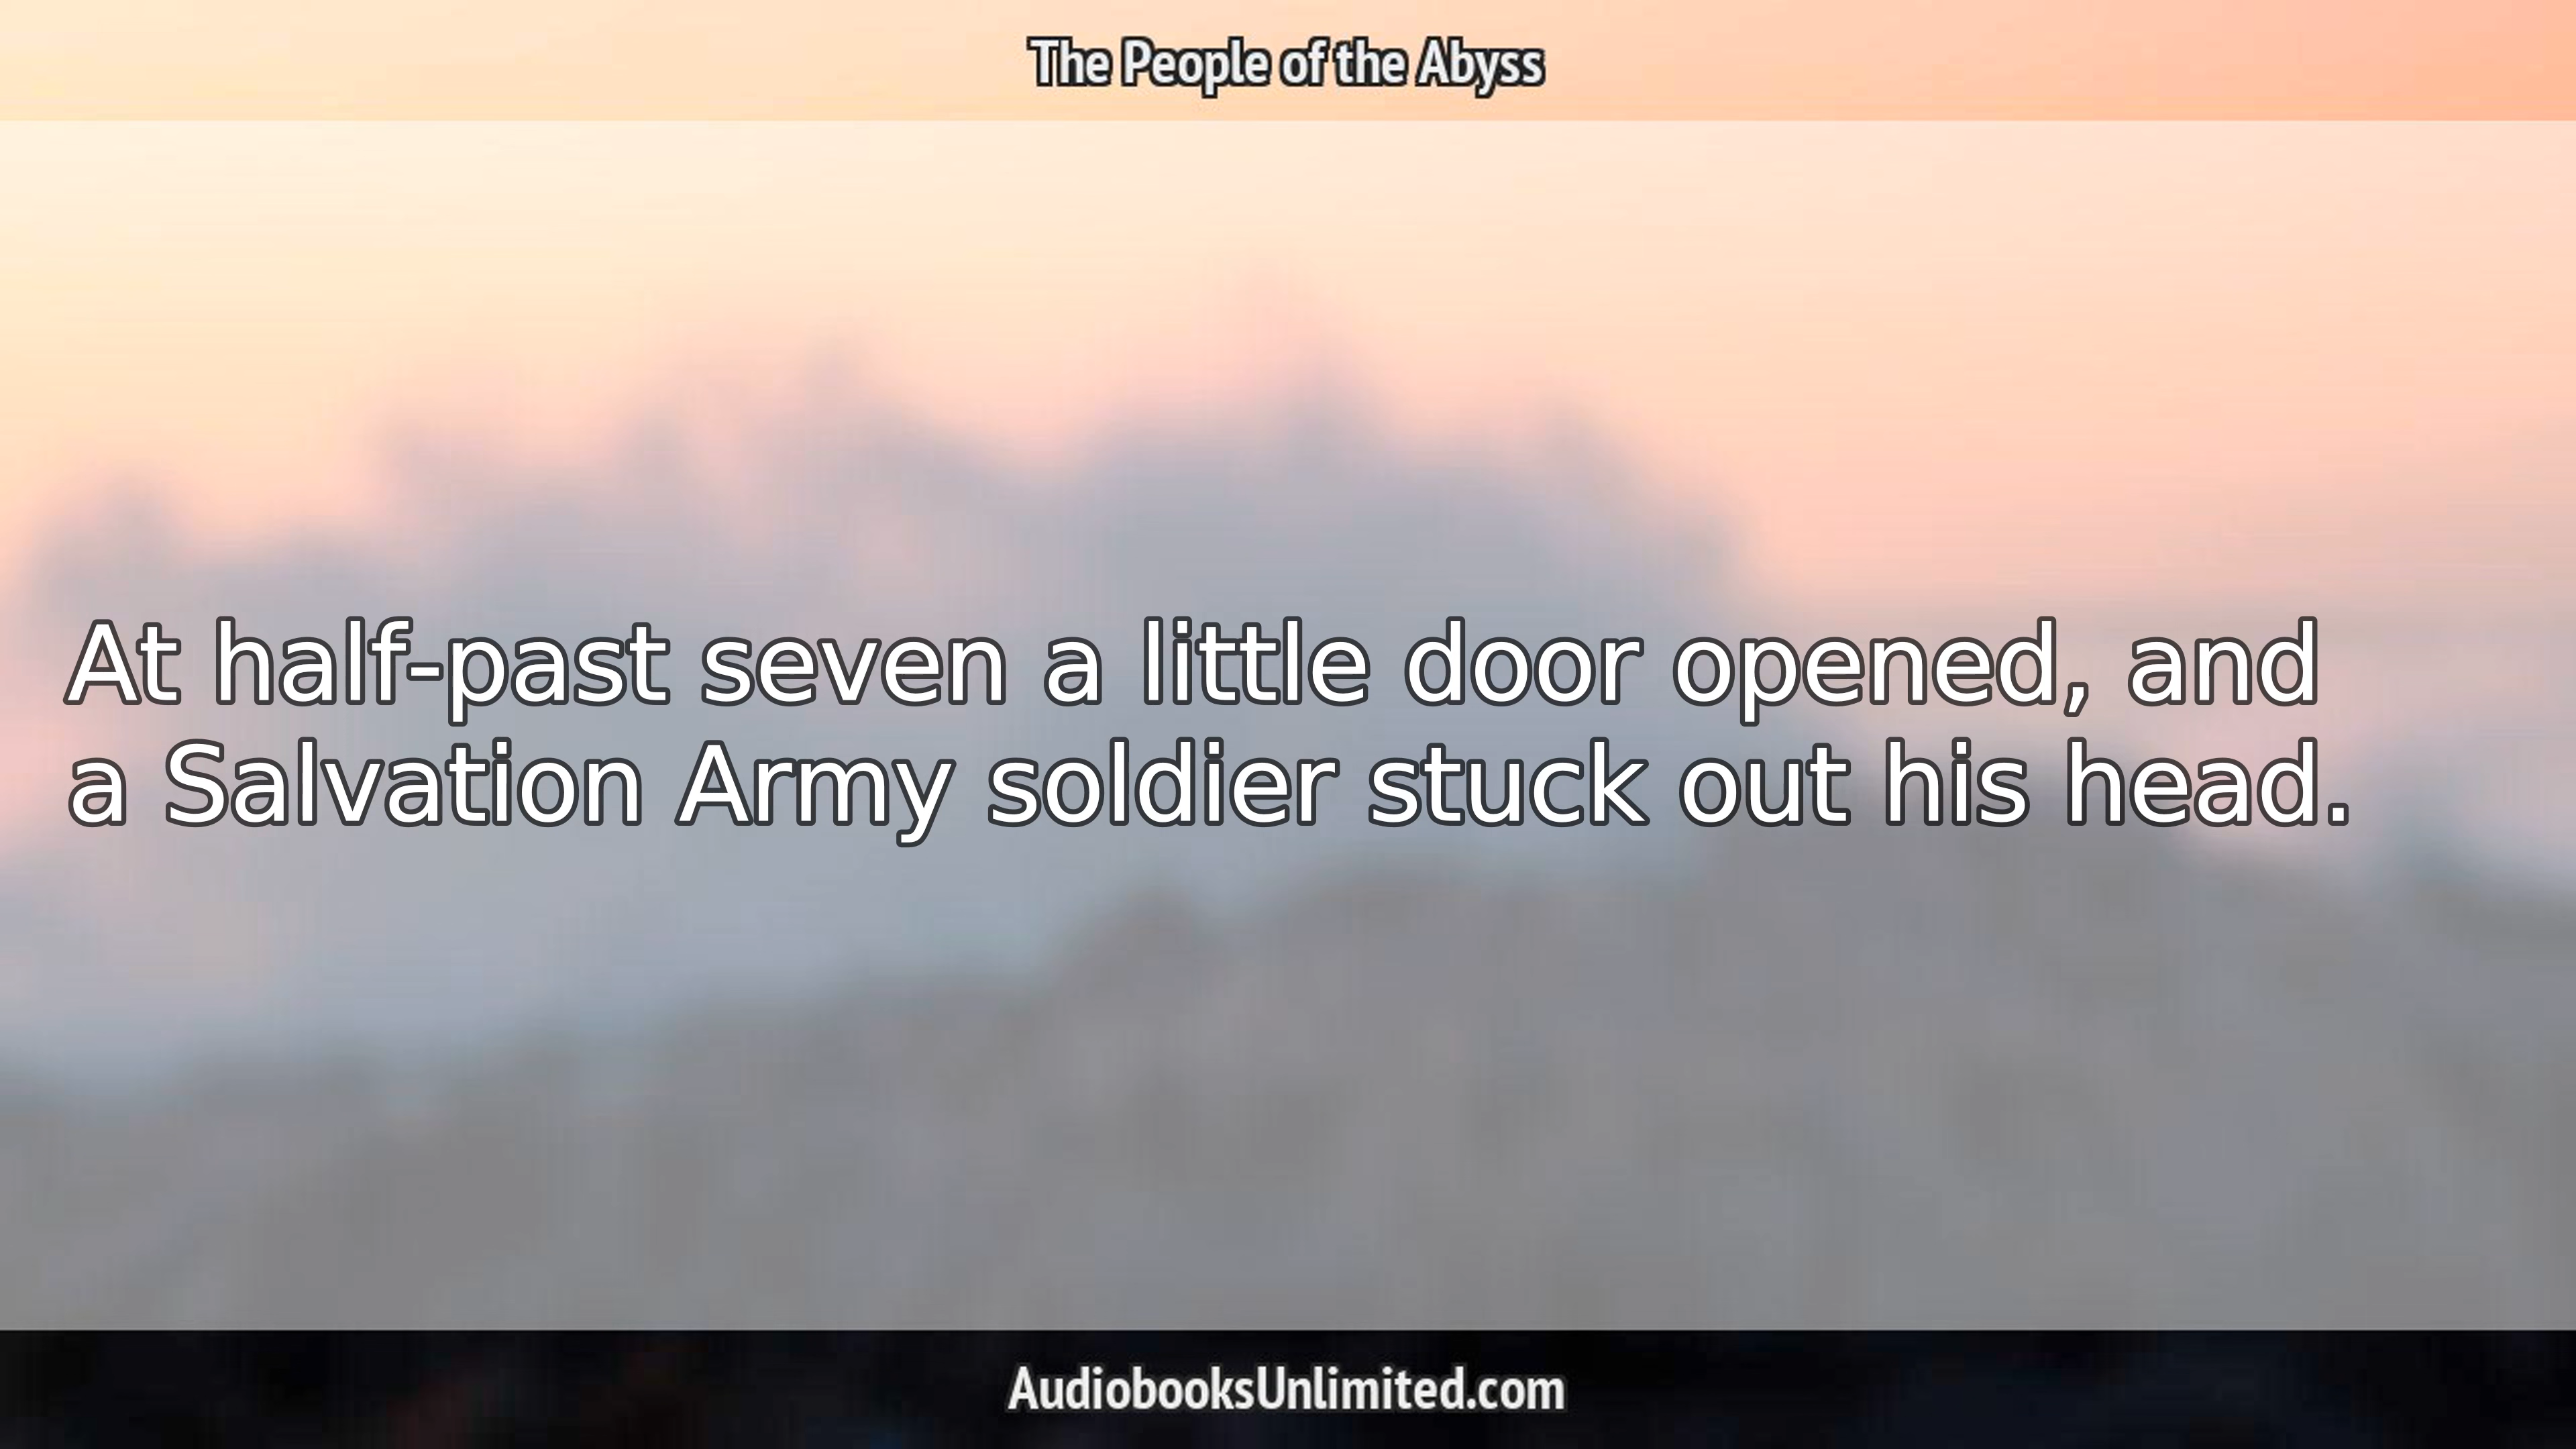 The People of the Abyss
At half-past seven a little door opened, and
a Salvation Army soldier stuck out his head.
AudiobooksUnlimited.com